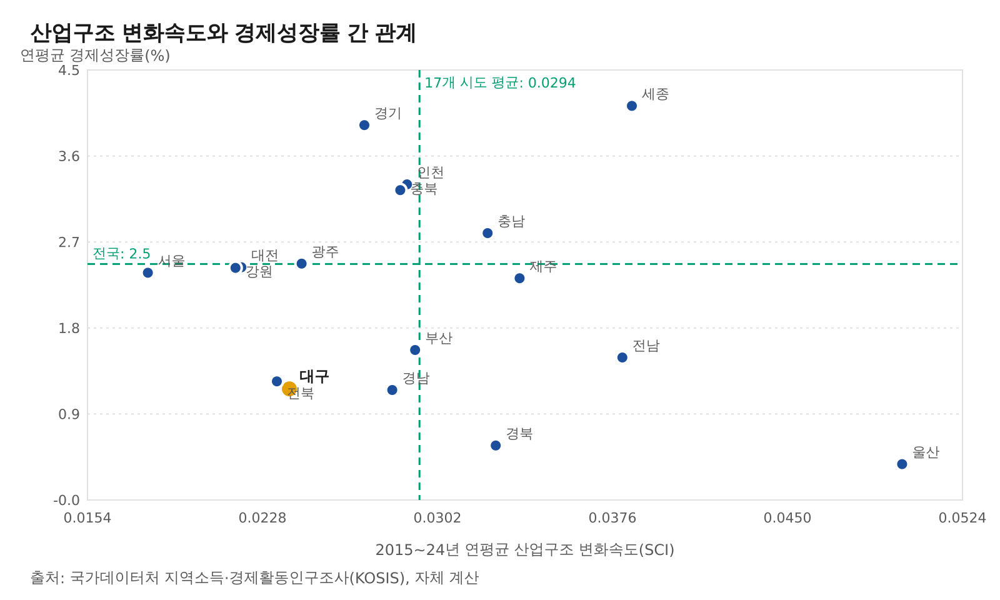 산업구조 변화속도와 경제성장률 간 관계
연평균 경제성장률(%)
4.5
17개 시도 평균: 0.0294
세종
경기
3.6
인천
충북
충남
2.7
전국: 2.5
서울
대전
광주
강원
제주
1.8
부산
전남
대구
전북
경남
0.9
경북
울산
-0.0
0.0154
0.0228
0.0302
0.0376
0.0450
0.0524
2015~24년 연평균 산업구조 변화속도(SCI)
출처: 국가데이터처 지역소득·경제활동인구조사(KOSIS), 자체 계산